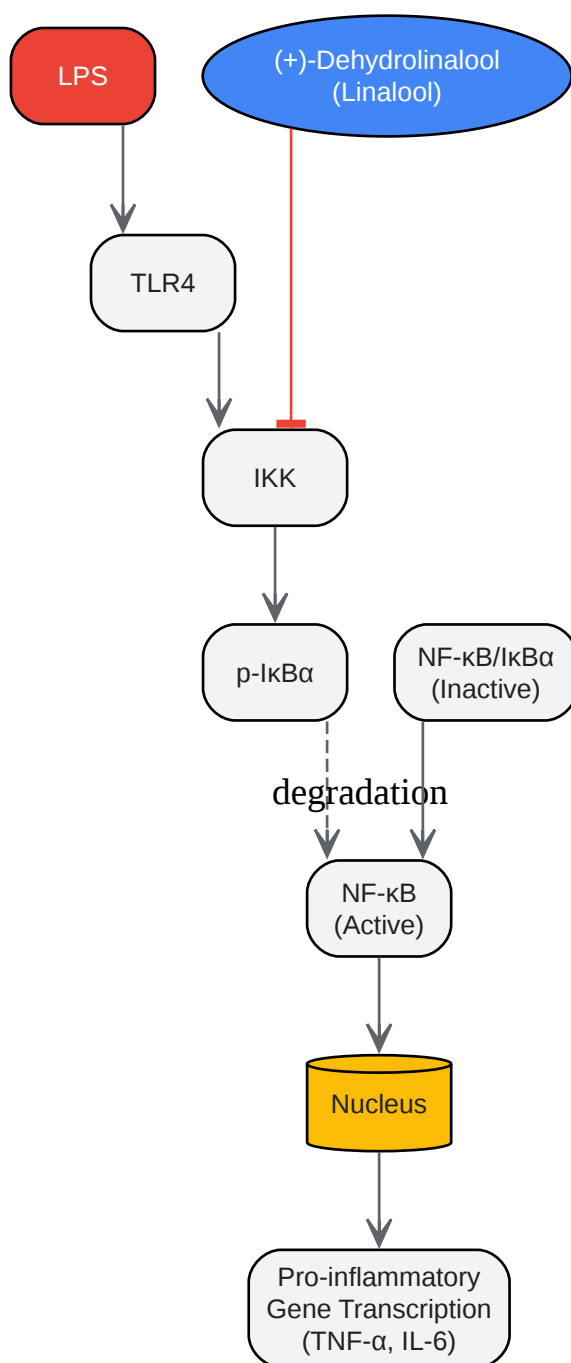 LPS
(+)-Dehydrolinalool
(Linalool)
TLR4
IKK
p-IκBα
NF-κB/IκBα
(Inactive)
degradation
NF-κB
(Active)
Nucleus
Pro-inflammatory
Gene Transcription
(TNF-α, IL-6)